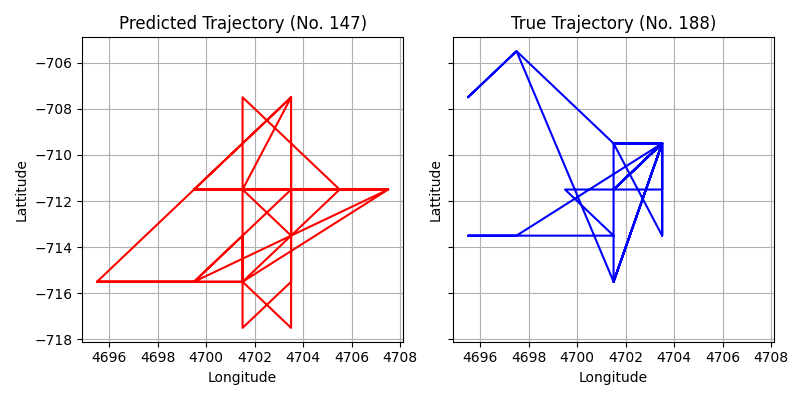 Predicted Trajectory (No. 147)
True Trajectory (No. 188)
Lattitude
−706
−708
−710
−712
−714
−716
−718
4696 4698 4700 4702 4704 4706 4708
Longitude
Lattitude
4696 4698 4700 4702 4704 4706 4708
Longitude